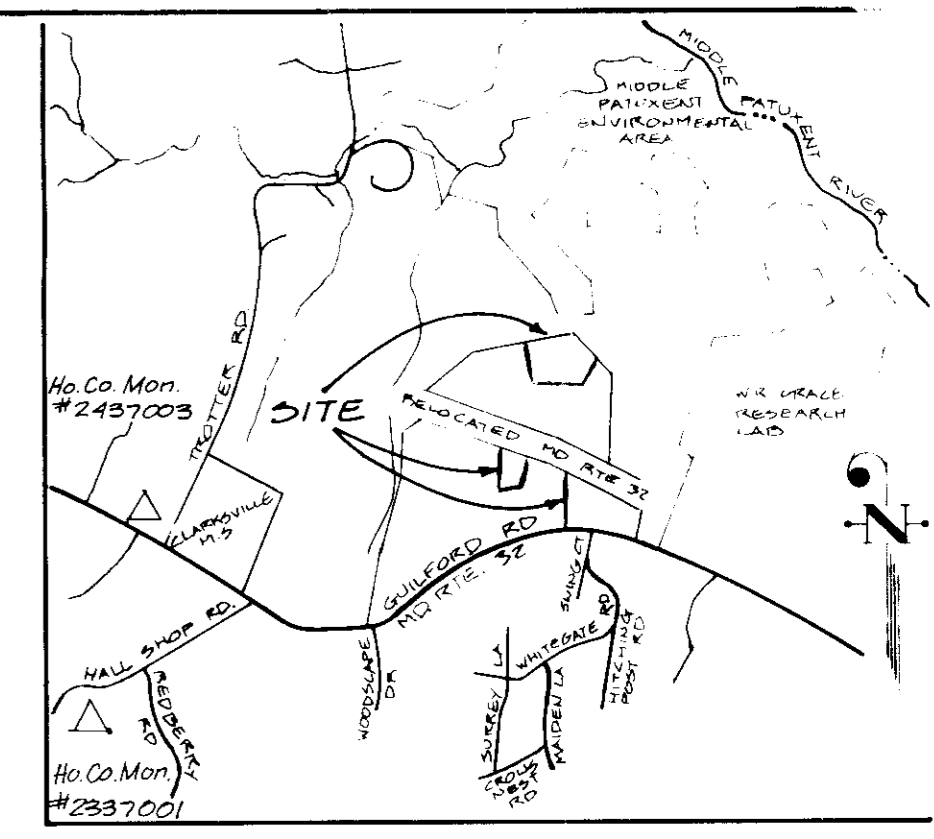 MIDDLE
PATUXENT
RIVER
MIDDLE
PATUXENT
ENVIRONMENTAL
AREA
TROTTER RD
Ho. Co. Mon.
#2437003
SITE
RELOCATED MD RTE 32
W R GRACE
RESEARCH
LAB
N
CLARKSVILLE
M.S
GUILFORD RD
MD RTE. 32
SWING CT
HALL SHOP RD.
REDBERRY
RD
WOODSCAPE
DR
SURREY LA
WHITEGATE RD
MAIDEN LA
HITCHING
POST RD
CROWS
NEST
RD
Ho. Co. Mon.
#2337001